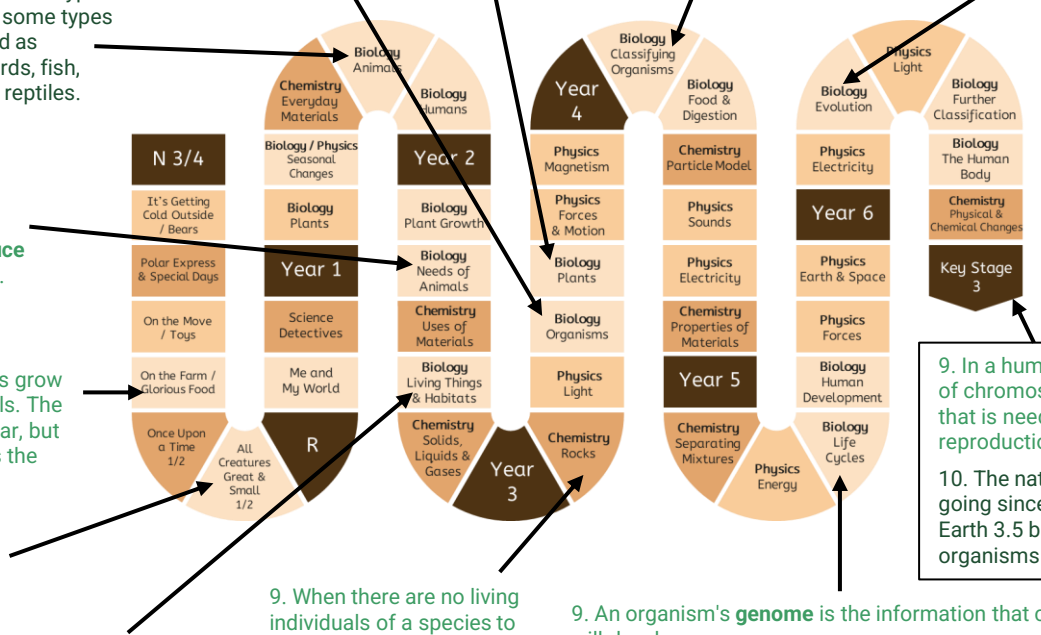 some types
d as
rds, fish,
reptiles.
uce
.
s grow
ls. The
ar, but
s the
N 3/4
It's Getting
Cold Outside
/ Bears
Polar Express
& Special Days
On the Move
/ Toys
On the Farm /
Glorious Food
Once Upon
a Time
1/2
All
Creatures
Great &
Small
1/2
R
Me and
My World
Science
Detectives
Year 1
Biology
Plants
Biology / Physics
Seasonal
Changes
Chemistry
Everyday
Materials
Biology
Animals
Biology
Humans
Year 2
Biology
Plant Growth
Biology
Needs of
Animals
Chemistry
Uses of
Materials
Biology
Living Things
& Habitats
Chemistry
Solids,
Liquids &
Gases
Year
3
Chemistry
Rocks
Physics
Light
Biology
Organisms
Biology
Plants
Physics
Forces
& Motion
Physics
Magnetism
Year
4
Biology
Classifying
Organisms
Biology
Food &
Digestion
Chemistry
Particle Model
Physics
Sounds
Physics
Electricity
Chemistry
Properties of
Materials
Year 5
Chemistry
Separating
Mixtures
Physics
Energy
Biology
Life
Cycles
Biology
Human
Development
Physics
Forces
Physics
Earth & Space
Year 6
Physics
Electricity
Biology
Evolution
Physics
Light
Biology
Further
Classification
Biology
The Human
Body
Chemistry
Physical &
Chemical Changes
Key Stage
3
9. In a hum
of chromos
that is need
reproductio
10. The nat
going since
Earth 3.5 b
organisms
9. When there are no living
individuals of a species to
9. An organism's genome is the information that